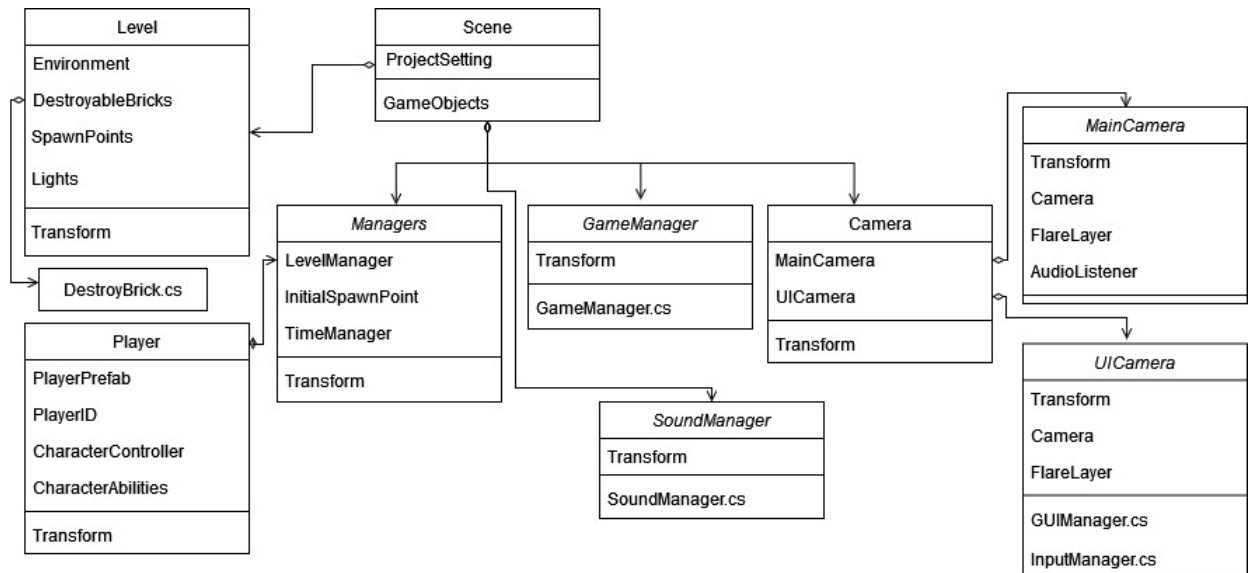 Level
Environment
DestroyableBricks
SpawnPoints
Lights
Transform
DestroyBrick.cs
Player
PlayerPrefab
PlayerID
CharacterController
CharacterAbilities
Transform
Scene
ProjectSetting
GameObjects
Managers
LevelManager
InitialSpawnPoint
TimeManager
Transform
GameManager
Transform
GameManager.cs
SoundManager
Transform
SoundManager.cs
Camera
MainCamera
UICamera
Transform
MainCamera
Transform
Camera
FlareLayer
AudioListener
UICamera
Transform
Camera
FlareLayer
GUIManager.cs
InputManager.cs